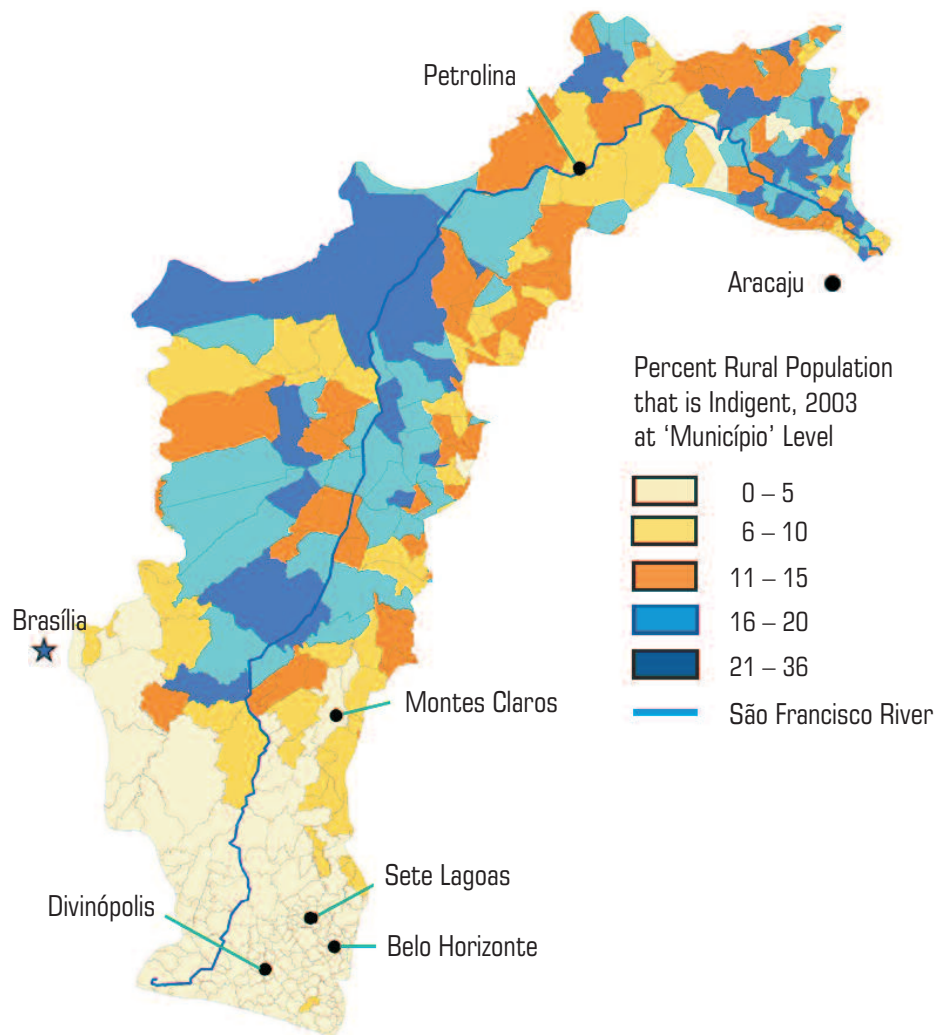 Petrolina
Aracaju
Percent Rural Population
that is Indigent, 2003
at ‘Município’ Level
0 – 5
6 – 10
11 – 15
16 – 20
21 – 36
São Francisco River
Brasília
Montes Claros
Sete Lagoas
Divinópolis
Belo Horizonte